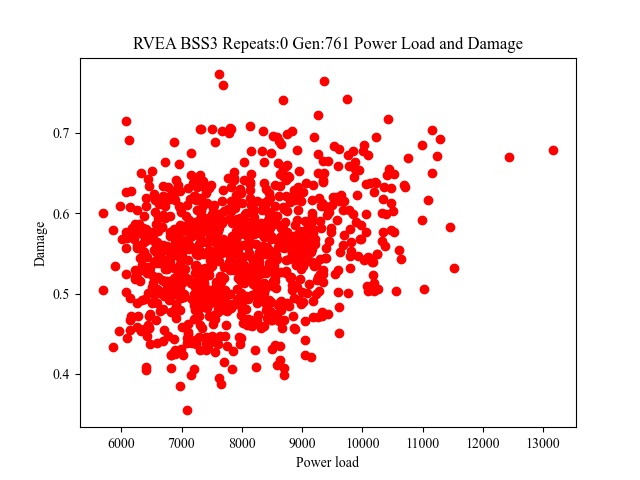 RVEA BSS3 Repeats:0 Gen:761 Power Load and Damage
0.7
0.6
0.5
0.4
Damage
6000 7000 8000 9000 10000 11000 12000 13000
Power load